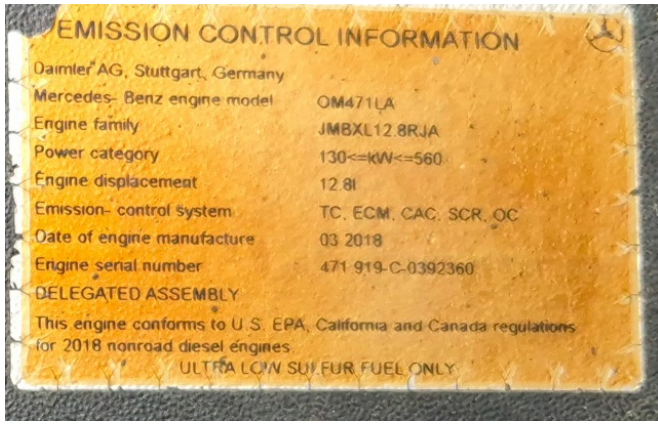 EMISSION CONTROL INFORMATION
Daimler AG, Stuttgart, Germany
Mercedes- Benz engine model OM471LA
Engine family JMBXL12.8RJA
Power category 130<=kW<=560
Engine displacement 12.8l
Emission- control system TC, ECM, CAC, SCR, OC
Date of engine manufacture 03 2018
Engine serial number 471 919-C-0392360
DELEGATED ASSEMBLY
This engine conforms to U.S. EPA, California and Canada regulations
for 2018 nonroad diesel engines.
ULTRA LOW SULFUR FUEL ONLY